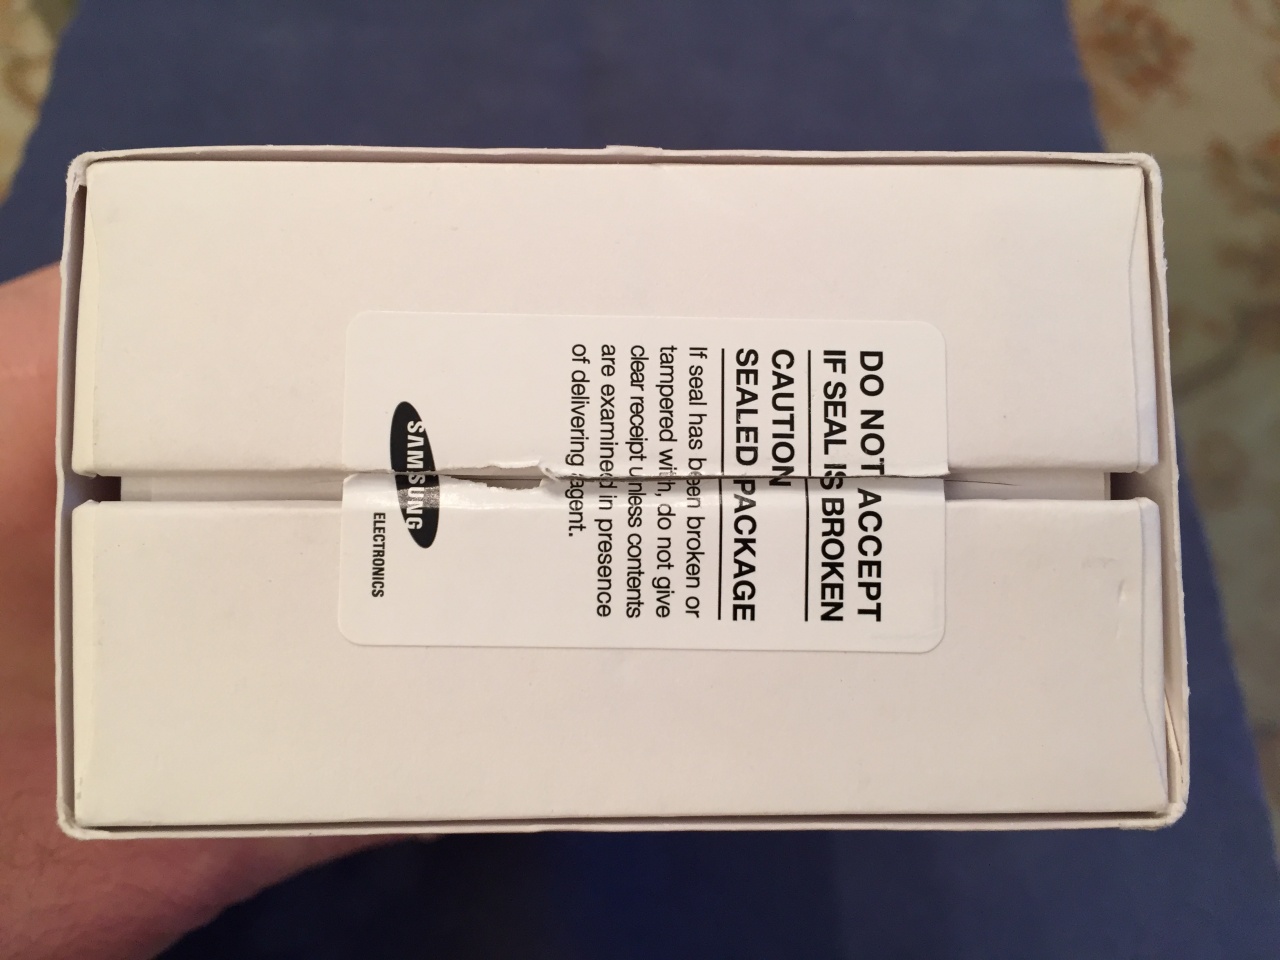 DO NOT ACCEPT
IF SEAL IS BROKEN
CAUTION
SEALED PACKAGE
If seal has been broken or
tampered with, do not give
clear receipt unless contents
are examined in presence
of delivering agent.
SAMSUNG
ELECTRONICS